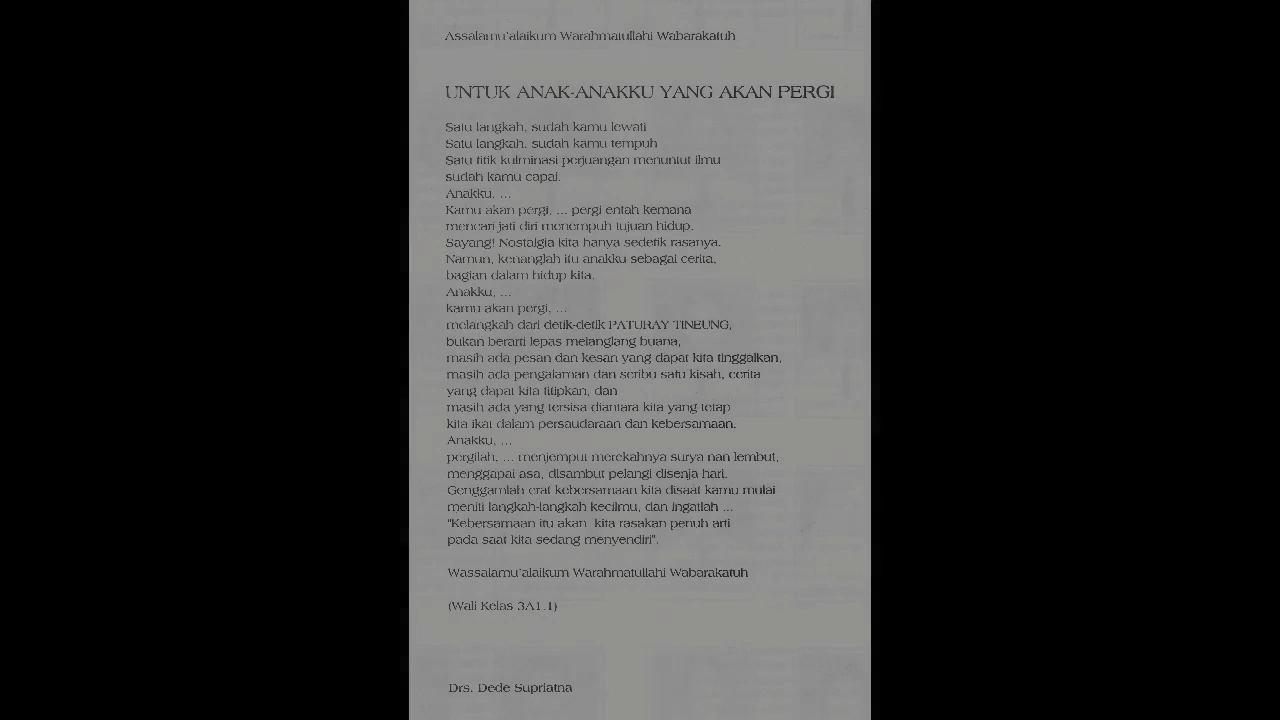 Assalamu'alaikum Warahmatullahi Wabarakatuh
UNTUK ANAK-ANAKKU YANG AKAN PERGI
Satu langkah, sudah kamu lewati
Satu langkah, sudah kamu tempuh
Satu titik kulminasi perjuangan menuntut ilmu
sudah kamu capai.
Anakku, ...
Kamu akan pergi, ... pergi entah kemana
mencari jati diri menempuh tujuan hidup.
Sayang! Nostalgia kita hanya sedetik rasanya.
Namun, kenanglah itu anakku sebagai cerita,
bagian dalam hidup kita.
Anakku, ...
kamu akan pergi, ...
melangkah dari detik-detik PATURAY TINEUNG,
bukan berarti lepas melanglang buana,
masih ada pesan dan kesan yang dapat kita tinggalkan,
masih ada pengalaman dan seribu satu kisah, cerita
yang dapat kita titipkan, dan
masih ada yang tersisa diantara kita yang tetap
kita ikat dalam persaudaraan dan kebersamaan.
Anakku, ...
pergilah, ... menjemput merekahnya surya nan lembut,
menggapai asa, disambut pelangi disenja hari.
Genggamlah erat kebersamaan kita disaat kamu mulai
meniti langkah-langkah kecilmu, dan ingatlah ...
"Kebersamaan itu akan kita rasakan penuh arti
pada saat kita sedang menyendiri".
Wassalamu'alaikum Warahmatullahi Wabarakatuh
(Wali Kelas 3A1.1)
Drs. Dede Supriatna